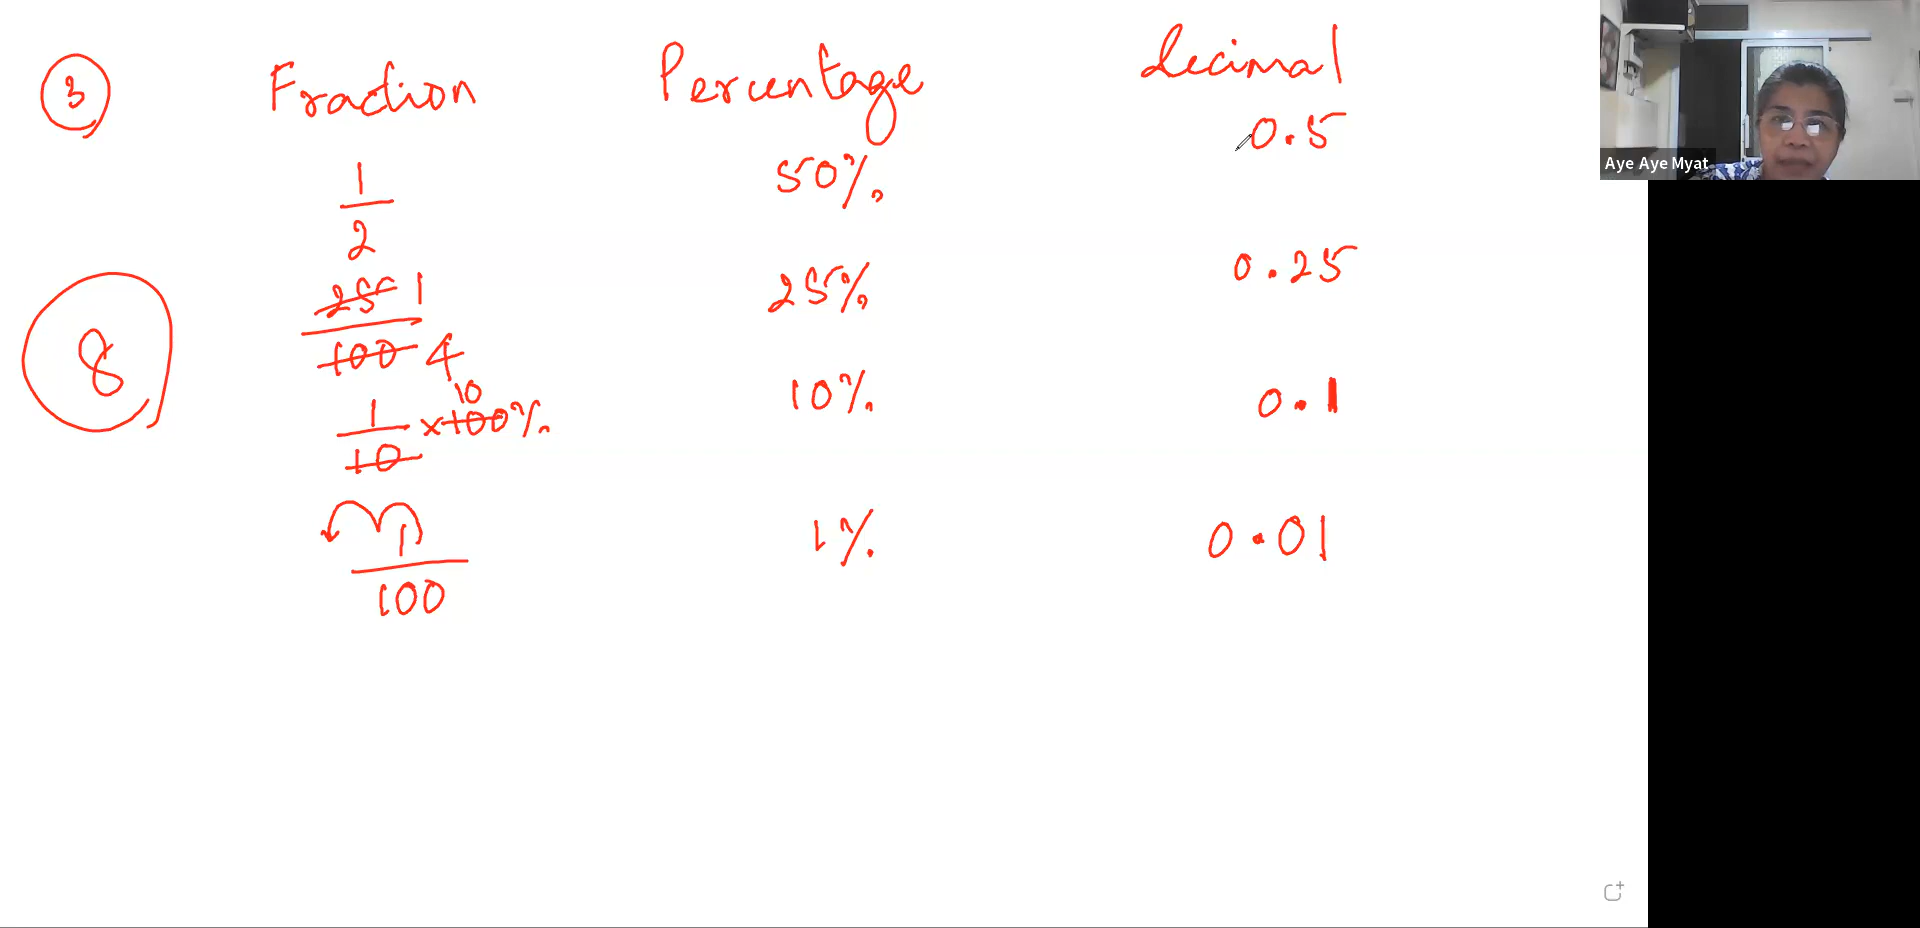 ③ Fraction Percentage decimal
1/2 50% 0.5
Aye Aye Myat
25/100 1/4 25% 0.25
8
1/10 × 100% 10 10% 0.1
1/100 1% 0.01